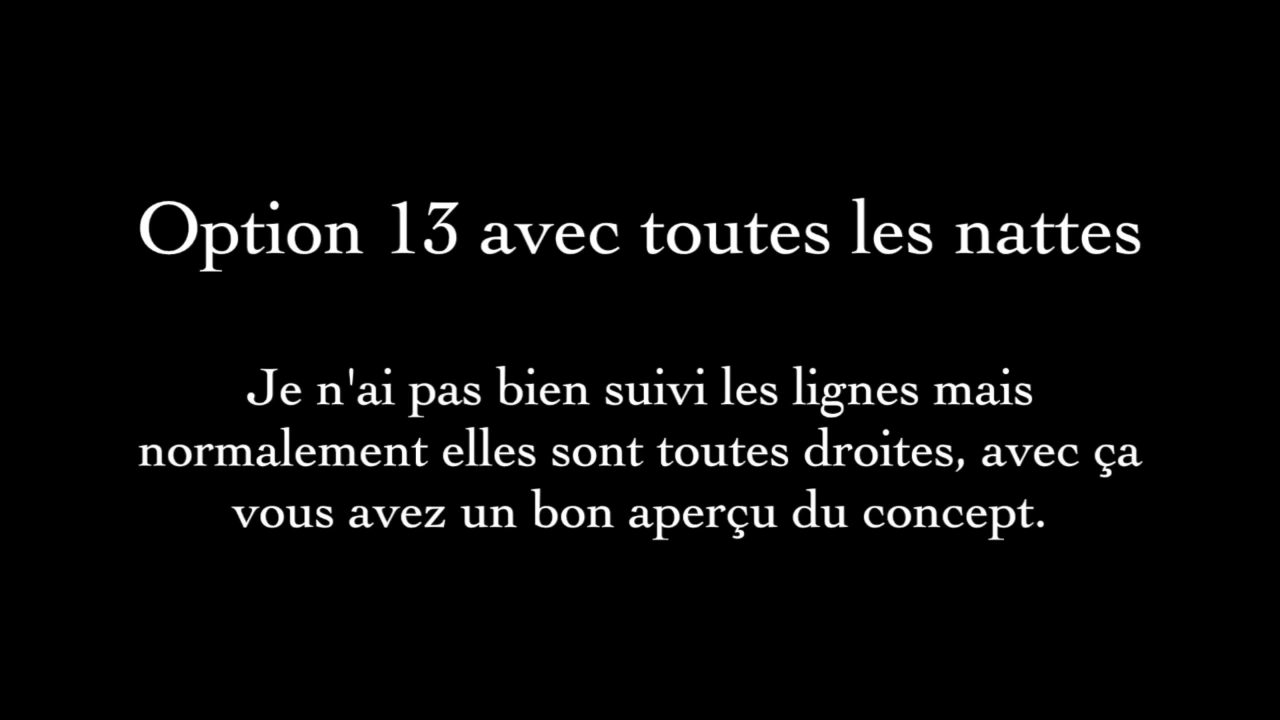 Option 13 avec toutes les nattes
Je n'ai pas bien suivi les lignes mais
normalement elles sont toutes droites, avec ça
vous avez un bon aperçu du concept.